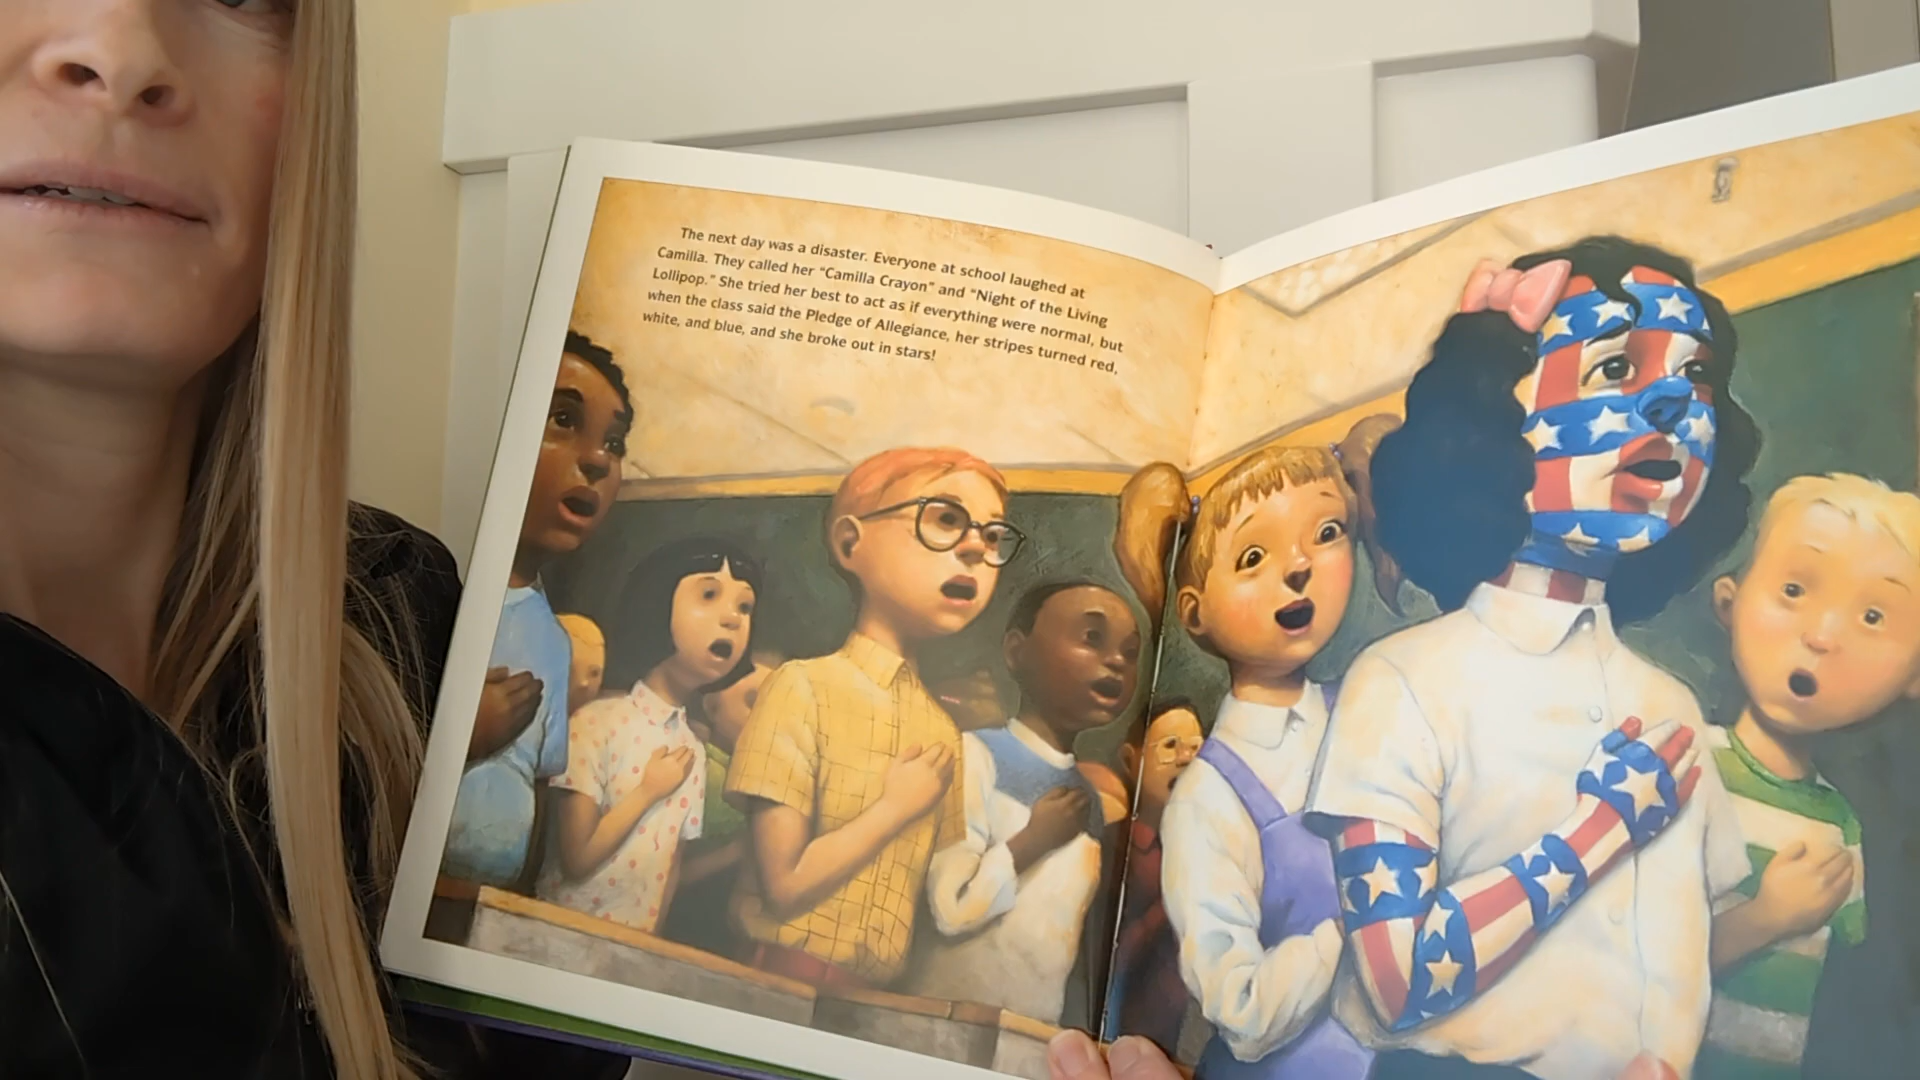 The next day was a disaster. Everyone at school laughed at
Camilla. They called her “Camilla Crayon” and “Night of the Living
Lollipop.” She tried her best to act as if everything were normal, but
when the class said the Pledge of Allegiance, her stripes turned red,
white, and blue, and she broke out in stars!